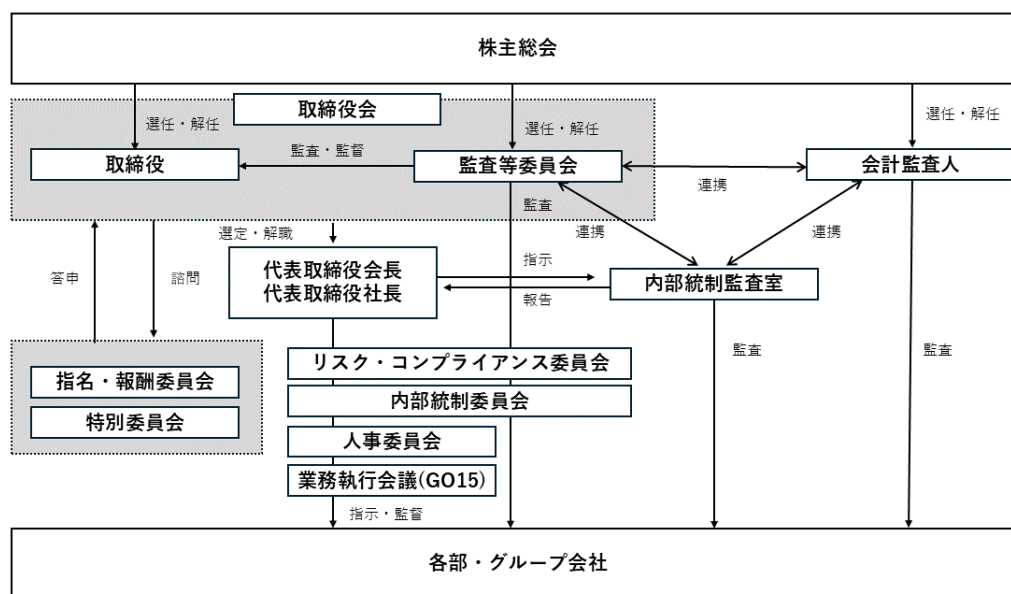 株主総会
取締役会
選任・解任
選任・解任
選任・解任
取締役
監査・監督
監査等委員会
会計監査人
連携
監査
選定・解職
連携
連携
答申
諮問
代表取締役会長
代表取締役社長
指示
報告
内部統制監査室
リスク・コンプライアンス委員会
監査
監査
指名・報酬委員会
内部統制委員会
特別委員会
人事委員会
業務執行会議(GO15)
指示・監督
各部・グループ会社